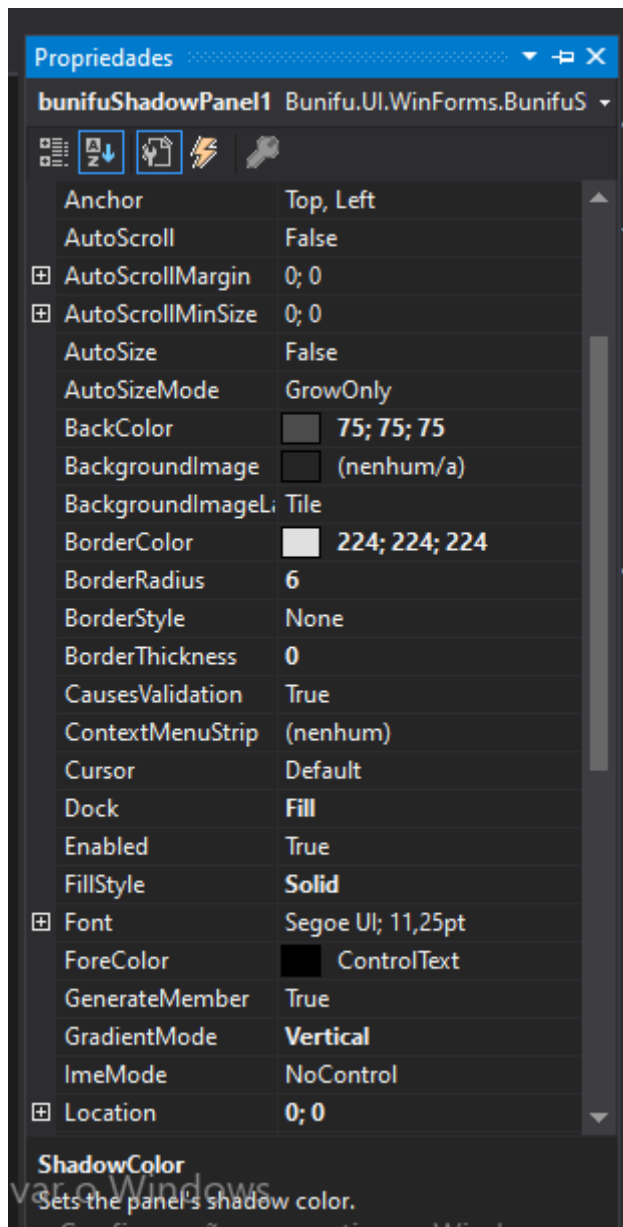 Propriedades
bunifuShadowPanel1 Bunifu.UI.WinForms.BunifuS
Anchor Top, Left
AutoScroll False
AutoScrollMargin 0; 0
AutoScrollMinSize 0; 0
AutoSize False
AutoSizeMode GrowOnly
BackColor 75; 75; 75
BackgroundImage (nenhum/a)
BackgroundImageLa Tile
BorderColor 224; 224; 224
BorderRadius 6
BorderStyle None
BorderThickness 0
CausesValidation True
ContextMenuStrip (nenhum)
Cursor Default
Dock Fill
Enabled True
FillStyle Solid
Font Segoe UI; 11,25pt
ForeColor ControlText
GenerateMember True
GradientMode Vertical
ImeMode NoControl
Location 0; 0
ShadowColor
var o Windows
Sets the panel's shadow color.